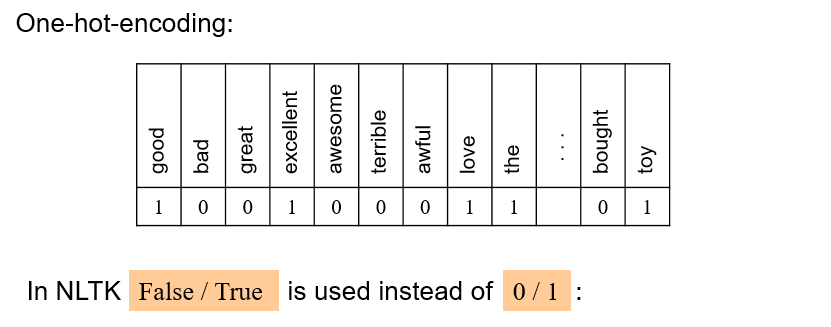 One-hot-encoding:
good bad great excellent awesome terrible awful love the . . . bought toy
1 0 0 1 0 0 0 1 1 0 1
In NLTK False / True is used instead of 0 / 1 :